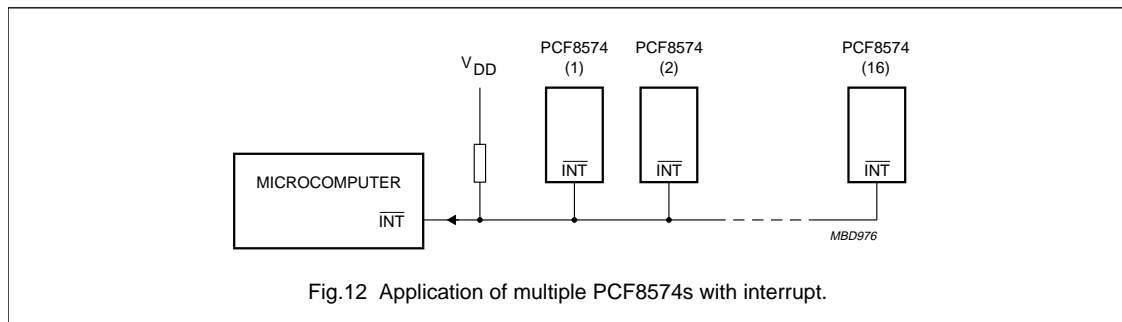 PCF8574
(1)
PCF8574
(2)
PCF8574
(16)
VDD
INT
INT
INT
MICROCOMPUTER
INT
MBD976
Fig.12 Application of multiple PCF8574s with interrupt.